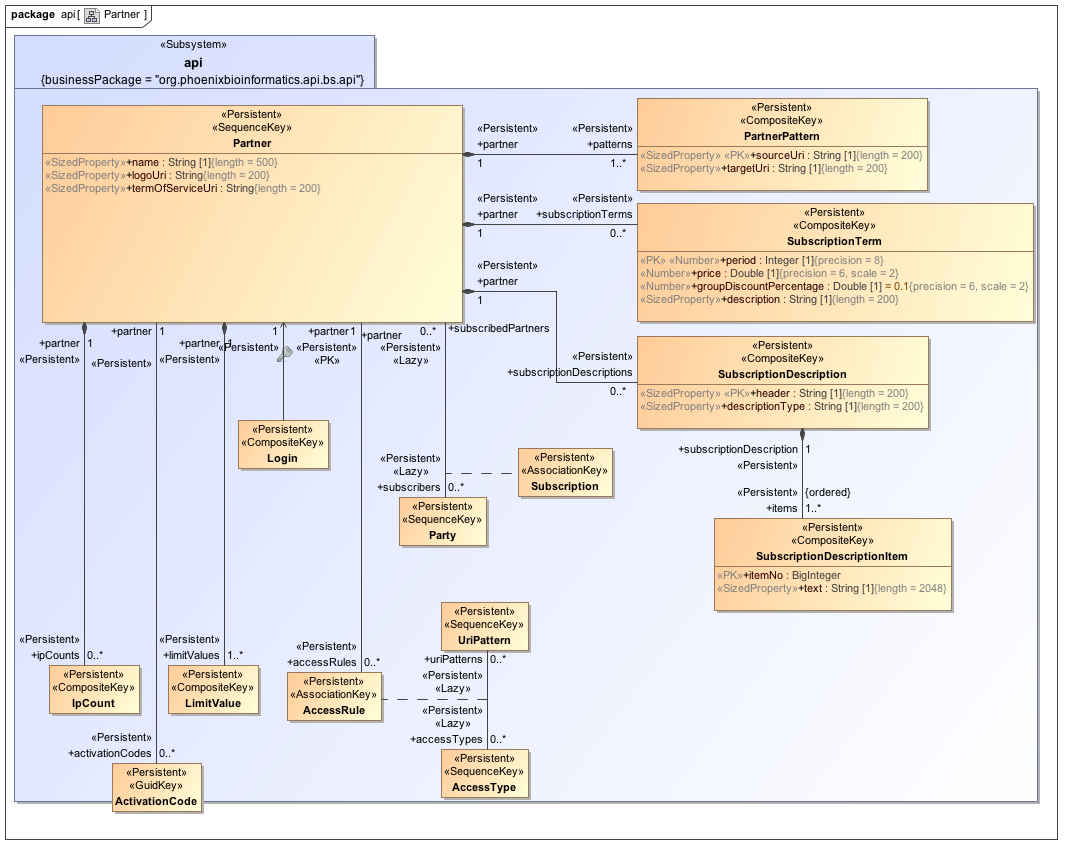 package api[ Partner ]
«Subsystem»
api
{businessPackage = "org.phoenixbioinformatics.api.bs.api"}
«Persistent»
«SequenceKey»
Partner
«SizedProperty»+name : String [1]{length = 500}
«SizedProperty»+logoUri : String{length = 200}
«SizedProperty»+termOfServiceUri : String{length = 200}
«Persistent»
+partner
1
«Persistent»
+patterns
1..*
«Persistent»
«CompositeKey»
PartnerPattern
«SizedProperty» «PK»+sourceUri : String [1]{length = 200}
«SizedProperty»+targetUri : String [1]{length = 200}
«Persistent»
+partner
1
«Persistent»
+subscriptionTerms
0..*
«Persistent»
«CompositeKey»
SubscriptionTerm
«PK» «Number»+period : Integer [1]{precision = 8}
«Number»+price : Double [1]{precision = 6, scale = 2}
«Number»+groupDiscountPercentage : Double [1] = 0.1{precision = 6, scale = 2}
«SizedProperty»+description : String [1]{length = 200}
«Persistent»
+partner
1
«Persistent»
+subscriptionDescriptions
0..*
«Persistent»
«CompositeKey»
SubscriptionDescription
«SizedProperty» «PK»+header : String [1]{length = 200}
«SizedProperty»+descriptionType : String [1]{length = 200}
+partner
1
«Persistent»
+partner
1
«Persistent»
+partner
1
«Persistent»
1
«Persistent»
+partner
1
«Persistent»
«PK»
+partner
0..*
«Persistent»
«Lazy»
+subscribedPartners
«Persistent»
«CompositeKey»
Login
«Persistent»
«Lazy»
+subscribers
0..*
«Persistent»
«AssociationKey»
Subscription
«Persistent»
«SequenceKey»
Party
+subscriptionDescription
1
«Persistent»
«Persistent»
{ordered}
+items
1..*
«Persistent»
«CompositeKey»
SubscriptionDescriptionItem
«PK»+itemNo : BigInteger
«SizedProperty»+text : String [1]{length = 2048}
«Persistent»
«SequenceKey»
UriPattern
+uriPatterns
0..*
«Persistent»
«Lazy»
«Persistent»
«Lazy»
+accessTypes
0..*
«Persistent»
«SequenceKey»
AccessType
«Persistent»
+ipCounts
0..*
«Persistent»
«CompositeKey»
IpCount
«Persistent»
+limitValues
1..*
«Persistent»
«CompositeKey»
LimitValue
«Persistent»
+accessRules
0..*
«Persistent»
«AssociationKey»
AccessRule
«Persistent»
+activationCodes
0..*
«Persistent»
«GuidKey»
ActivationCode